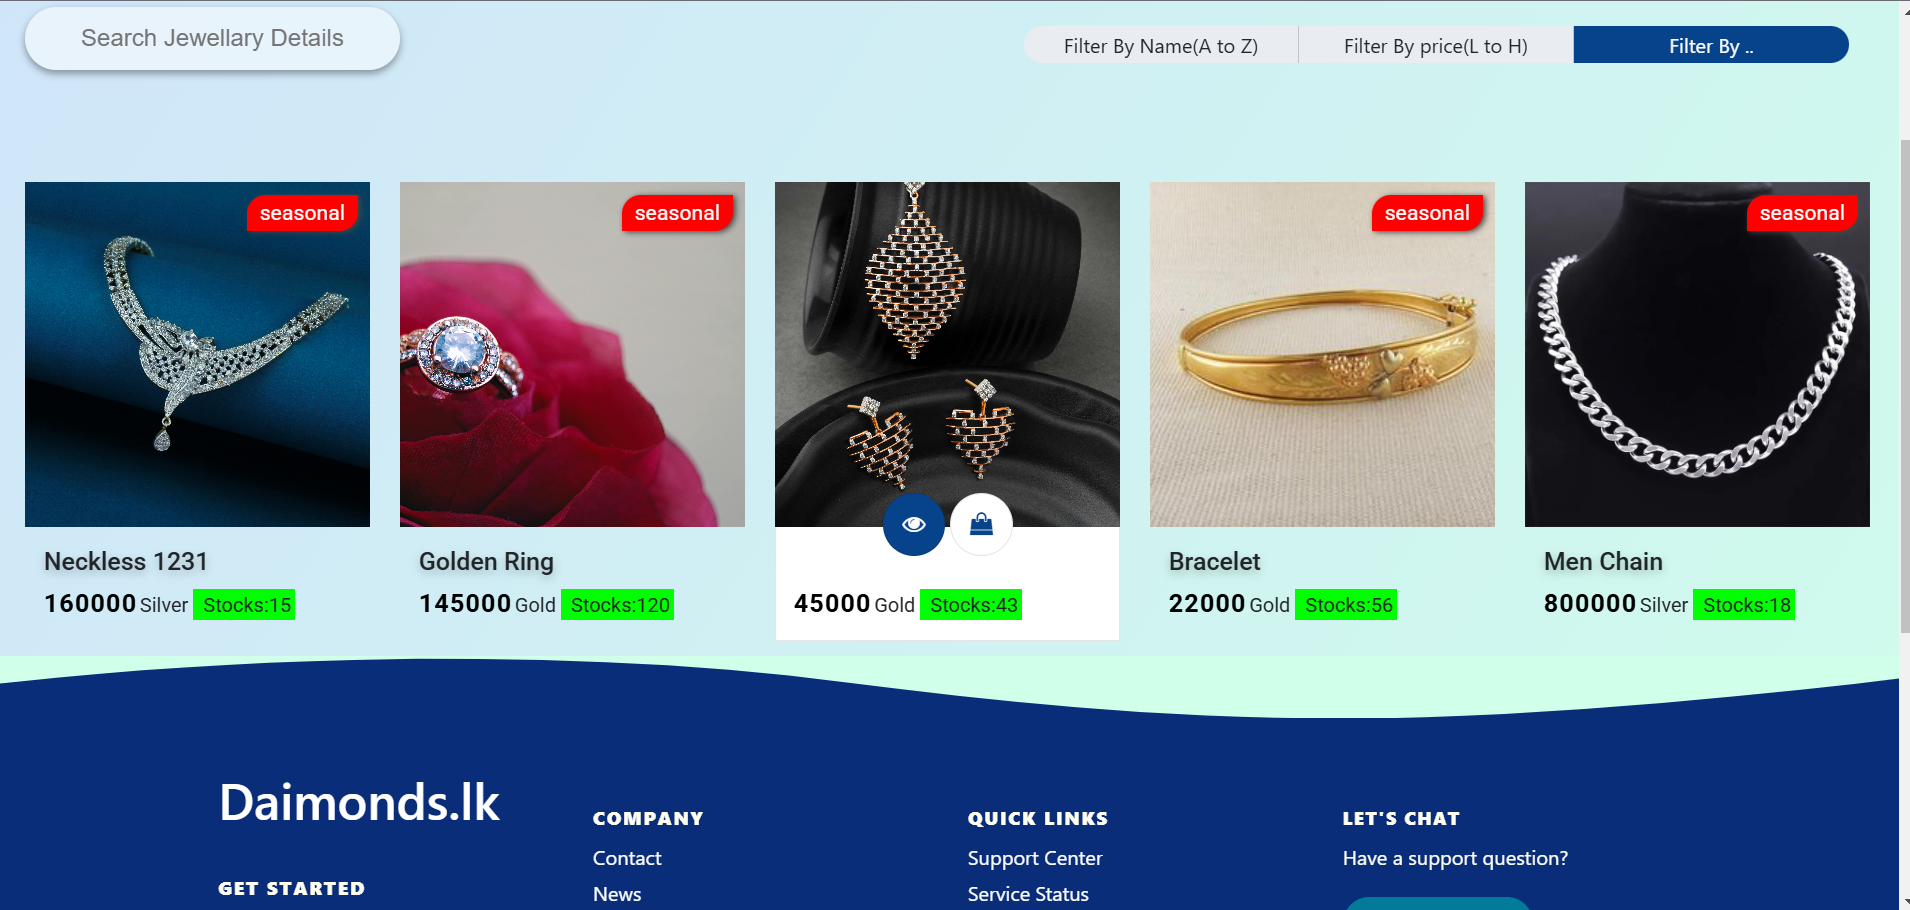 Search Jewellary Details
Filter By Name(A to Z)
Filter By price(L to H)
Filter By ..
seasonal
seasonal
seasonal
seasonal
Neckless 1231
160000 Silver Stocks:15
Golden Ring
145000 Gold Stocks:120
45000 Gold Stocks:43
Bracelet
22000 Gold Stocks:56
Men Chain
800000 Silver Stocks:18
Daimonds.lk
GET STARTED
COMPANY
Contact
News
QUICK LINKS
Support Center
Service Status
LET'S CHAT
Have a support question?